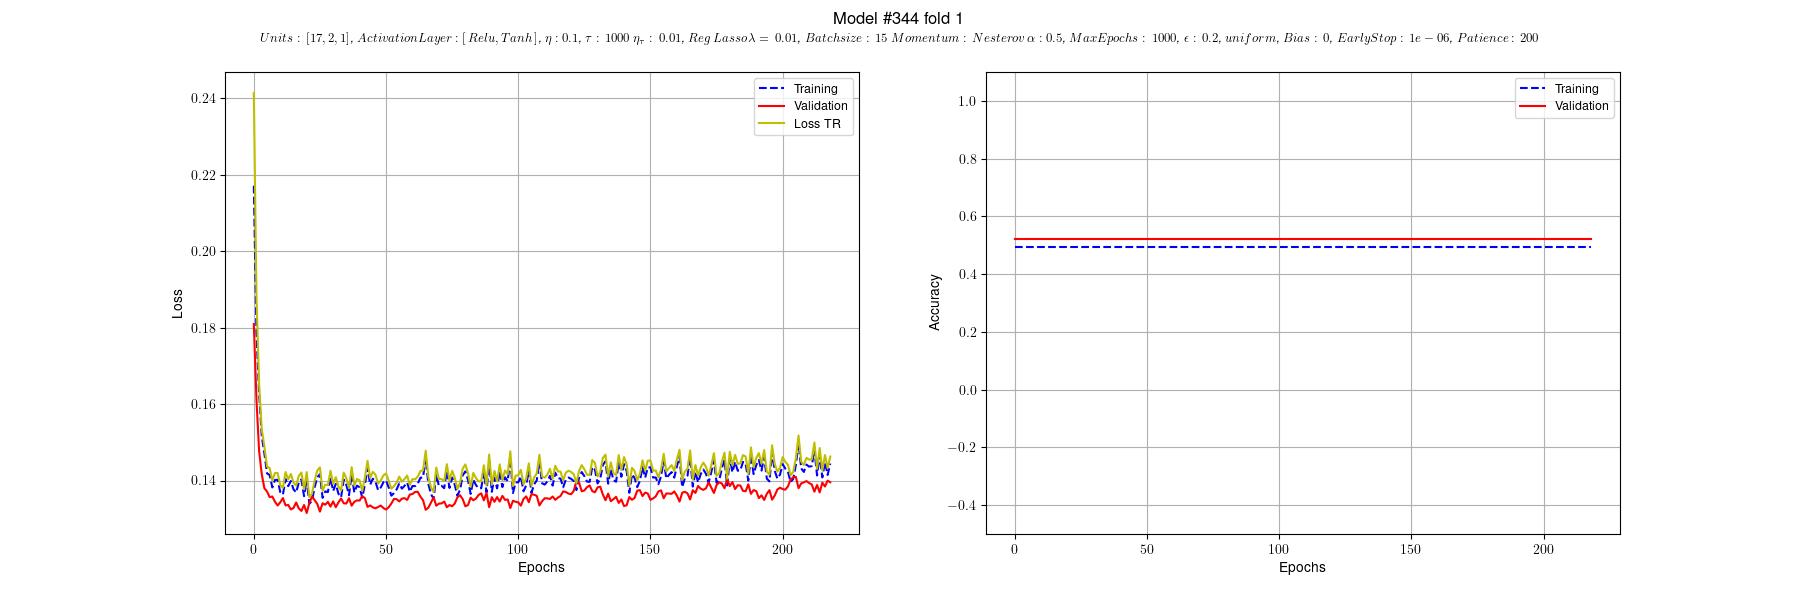 Model #344 fold 1
Units : [17, 2, 1], ActivationLayer : [ Relu, Tanh ], η : 0.1, τ : 1000 η_τ : 0.01, Reg Lasso λ = 0.01, Batchsize : 15 Momentum : Nesterov α : 0.5, MaxEpochs : 1000, ϵ : 0.2, uniform, Bias : 0, EarlyStop : 1e − 06, Patience : 200
Loss
0.24
0.22
0.20
0.18
0.16
0.14
Training
Validation
Loss TR
0
50
100
150
200
Epochs
Accuracy
1.0
0.8
0.6
0.4
0.2
0.0
−0.2
−0.4
Training
Validation
0
50
100
150
200
Epochs